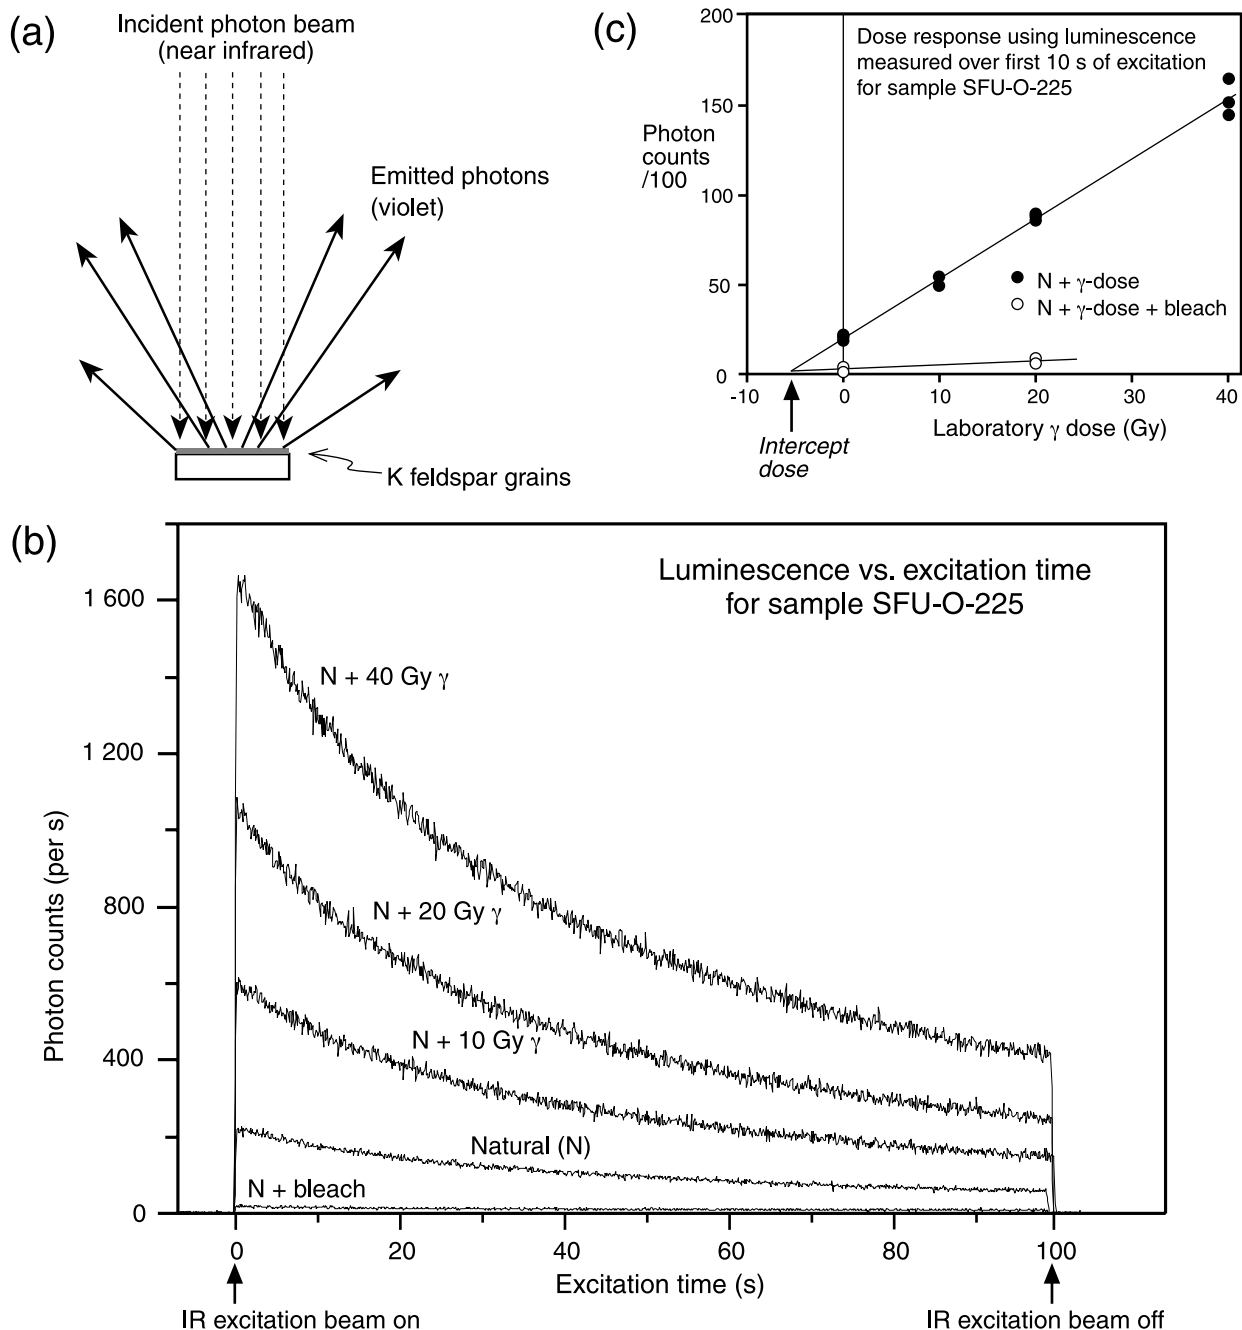 (a)
Incident photon beam
(near infrared)
Emitted photons
(violet)
K feldspar grains
(c)
200
150
100
50
0
Photon
counts
/100
Dose response using luminescence
measured over first 10 s of excitation
for sample SFU-O-225
N + γ-dose
N + γ-dose + bleach
-10
0
10
20
30
40
Laboratory γ dose (Gy)
Intercept
dose
(b)
Luminescence vs. excitation time
for sample SFU-O-225
Photon counts (per s)
1 600
1 200
800
400
0
N + 40 Gy γ
N + 20 Gy γ
N + 10 Gy γ
Natural (N)
N + bleach
0
20
40
60
80
100
Excitation time (s)
IR excitation beam on
IR excitation beam off